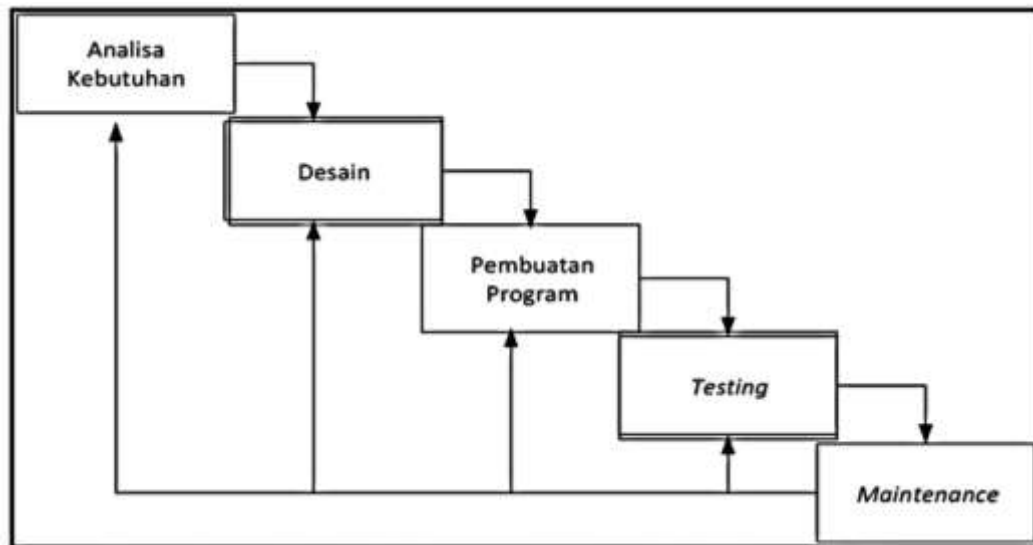 Analisa
Kebutuhan
Desain
Pembuatan
Program
Testing
Maintenance